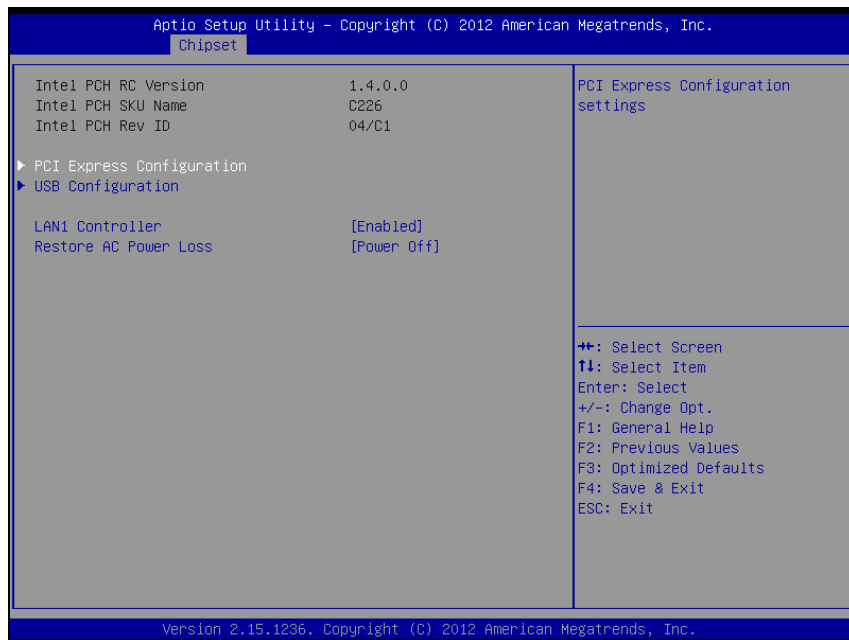 Aptio Setup Utility – Copyright (C) 2012 American Megatrends, Inc.
Chipset
Intel PCH RC Version 1.4.0.0
Intel PCH SKU Name C226
Intel PCH Rev ID 04/C1
PCI Express Configuration
USB Configuration
LAN1 Controller [Enabled]
Restore AC Power Loss [Power Off]
PCI Express Configuration
settings
→←: Select Screen
↑↓: Select Item
Enter: Select
+/-: Change Opt.
F1: General Help
F2: Previous Values
F3: Optimized Defaults
F4: Save & Exit
ESC: Exit
Version 2.15.1236. Copyright (C) 2012 American Megatrends, Inc.